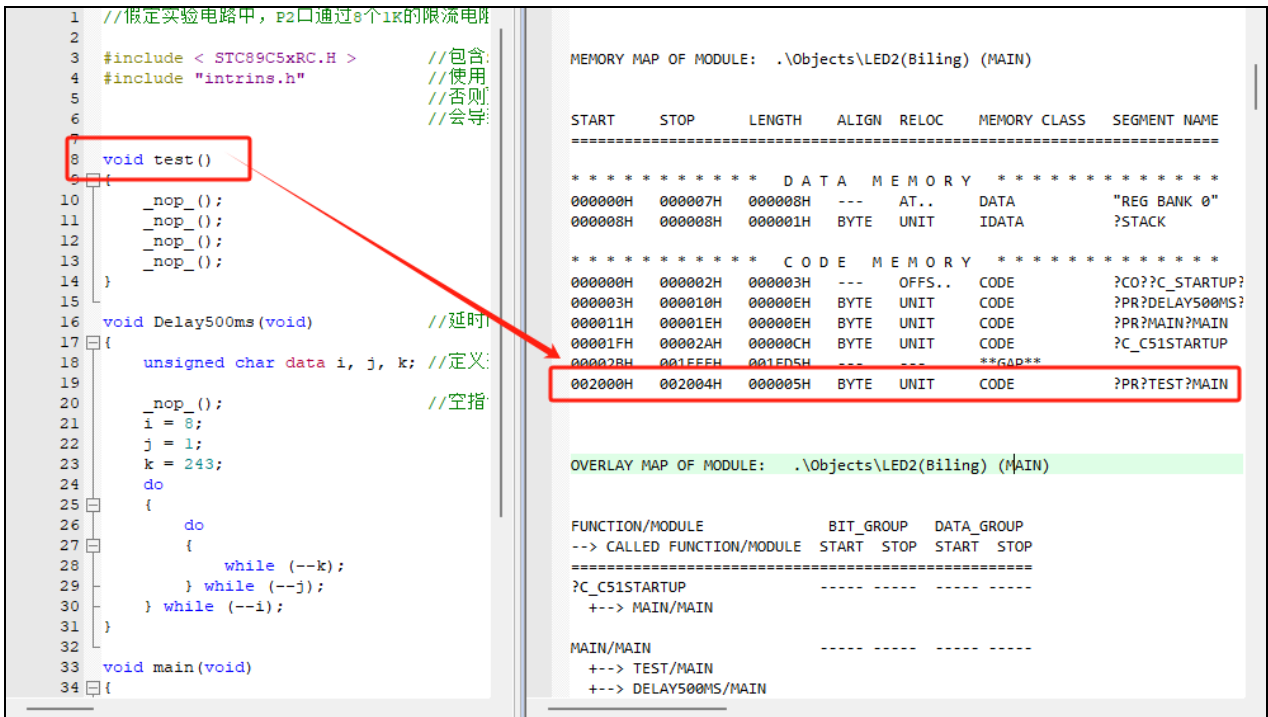 1 //假定实验电路中，P2口通过8个1K的限流电阻
2
3 #include < STC89C5xRC.H > //包含
4 #include "intrins.h" //使用
5 //否则
6 //会导
7
8 void test()
9 {
10 _nop_();
11 _nop_();
12 _nop_();
13 _nop_();
14 }
15
16 void Delay500ms(void) //延时
17 {
18 unsigned char data i, j, k; //定义
19
20 _nop_(); //空指
21 i = 8;
22 j = 1;
23 k = 243;
24 do
25 {
26 do
27 {
28 while (--k);
29 } while (--j);
30 } while (--i);
31 }
32
33 void main(void)
34 {
MEMORY MAP OF MODULE: .\Objects\LED2(Biling) (MAIN)
START STOP LENGTH ALIGN RELOC MEMORY CLASS SEGMENT NAME
=========================================================================
* * * * * * * * * * * D A T A M E M O R Y * * * * * * * * * * * * *
000000H 000007H 000008H --- AT.. DATA "REG BANK 0"
000008H 000008H 000001H BYTE UNIT IDATA ?STACK
* * * * * * * * * * * C O D E M E M O R Y * * * * * * * * * * * * *
000000H 000002H 000003H --- OFFS.. CODE ?CO??C_STARTUP?
000003H 000010H 00000EH BYTE UNIT CODE ?PR?DELAY500MS?
000011H 00001EH 00000EH BYTE UNIT CODE ?PR?MAIN?MAIN
00001FH 00002AH 00000CH BYTE UNIT CODE ?C_C51STARTUP
00002BH 001FFFH 001FD5H --- --- **GAP**
002000H 002004H 000005H BYTE UNIT CODE ?PR?TEST?MAIN
OVERLAY MAP OF MODULE: .\Objects\LED2(Biling) (MAIN)
FUNCTION/MODULE BIT_GROUP DATA_GROUP
--> CALLED FUNCTION/MODULE START STOP START STOP
====================================================
?C_C51STARTUP ----- ----- ----- -----
+--> MAIN/MAIN
MAIN/MAIN ----- ----- ----- -----
+--> TEST/MAIN
+--> DELAY500MS/MAIN